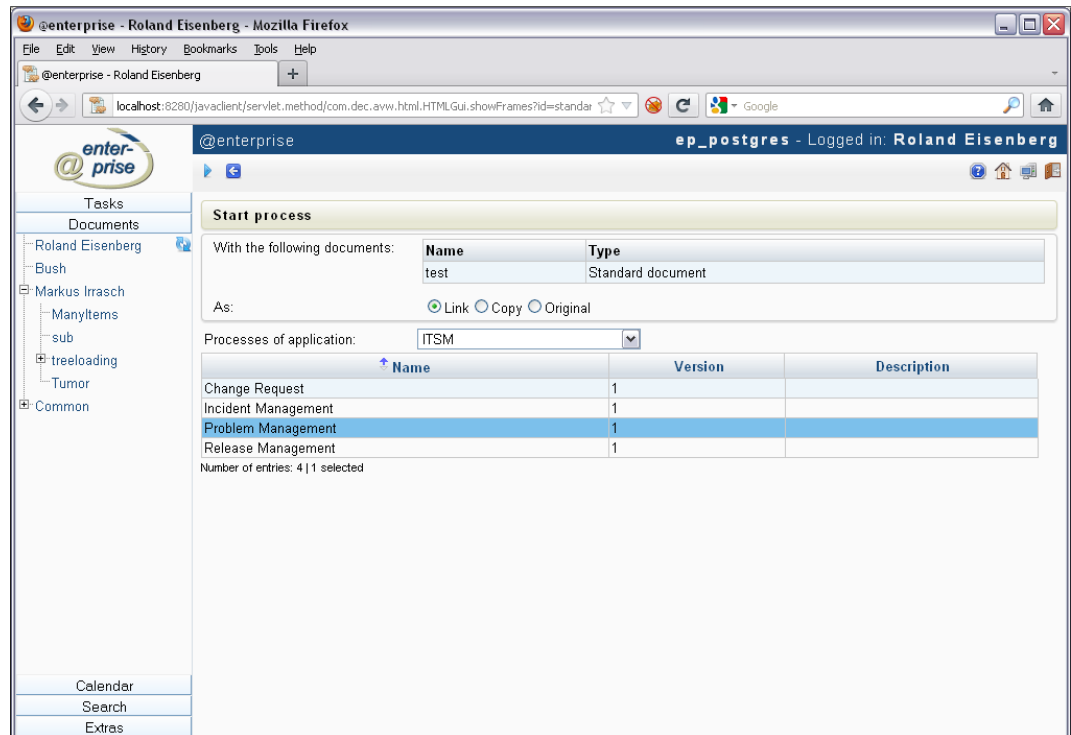 @enterprise - Roland Eisenberg - Mozilla Firefox
File Edit View History Bookmarks Tools Help
@enterprise - Roland Eisenberg
localhost:8280/javaclient/servlet.method/com.dec.avw.html.HTMLGui.showFrames?id=standar
Google
enter-
@ prise
@enterprise
ep_postgres - Logged in: Roland Eisenberg
Tasks
Documents
Roland Eisenberg
Bush
Markus Irrasch
ManyItems
sub
treeloading
Tumor
Common
Calendar
Search
Extras
Start process
With the following documents:
Name Type
test Standard document
As: Link Copy Original
Processes of application: ITSM
Name Version Description
Change Request 1
Incident Management 1
Problem Management 1
Release Management 1
Number of entries: 4 | 1 selected